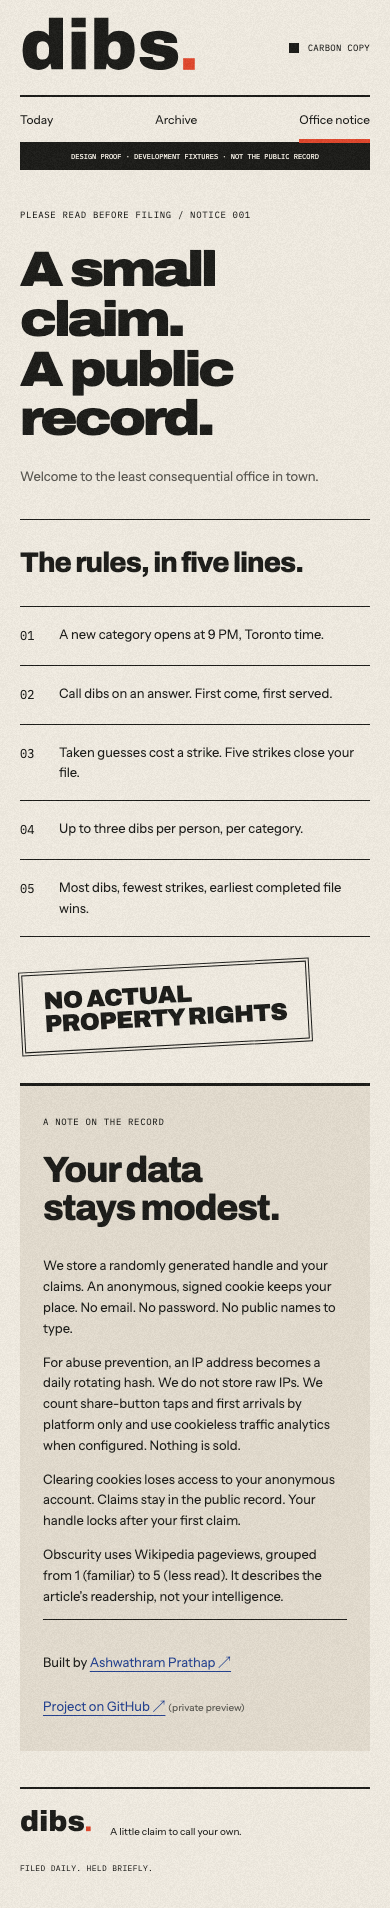 dibs.
CARBON COPY
Today Archive Office notice
DESIGN PROOF · DEVELOPMENT FIXTURES · NOT THE PUBLIC RECORD
PLEASE READ BEFORE FILING / NOTICE 001
A small
claim.
A public
record.
Welcome to the least consequential office in town.
The rules, in five lines.
01 A new category opens at 9 PM, Toronto time.
02 Call dibs on an answer. First come, first served.
03 Taken guesses cost a strike. Five strikes close your
file.
04 Up to three dibs per person, per category.
05 Most dibs, fewest strikes, earliest completed file
wins.
NO ACTUAL
PROPERTY RIGHTS
A NOTE ON THE RECORD
Your data
stays modest.
We store a randomly generated handle and your
claims. An anonymous, signed cookie keeps your
place. No email. No password. No public names to
type.
For abuse prevention, an IP address becomes a
daily rotating hash. We do not store raw IPs. We
count share-button taps and first arrivals by
platform only and use cookieless traffic analytics
when configured. Nothing is sold.
Clearing cookies loses access to your anonymous
account. Claims stay in the public record. Your
handle locks after your first claim.
Obscurity uses Wikipedia pageviews, grouped
from 1 (familiar) to 5 (less read). It describes the
article's readership, not your intelligence.
Built by Ashwathram Prathap ↗
Project on GitHub ↗ (private preview)
dibs. A little claim to call your own.
FILED DAILY. HELD BRIEFLY.